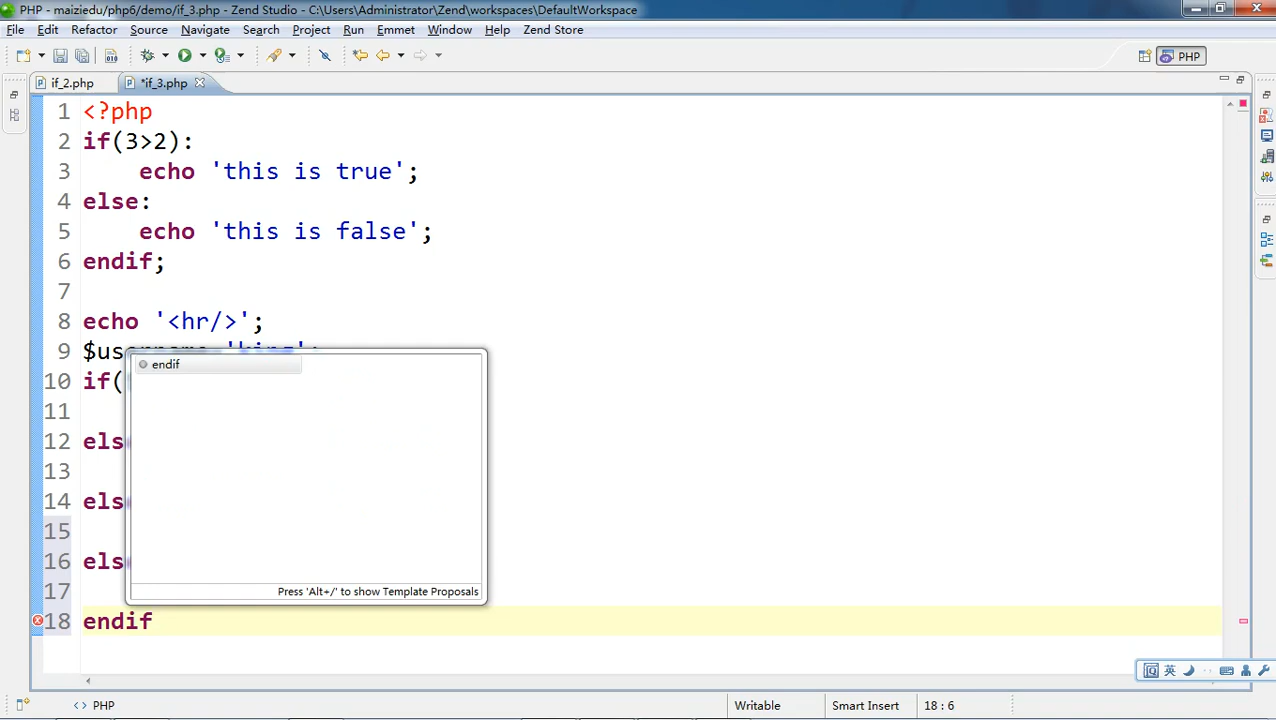 PHP - maiziedu/php6/demo/if_3.php - Zend Studio - C:\Users\Administrator\Zend\workspaces\DefaultWorkspace
File Edit Refactor Source Navigate Search Project Run Emmet Window Help Zend Store
PHP
if_2.php *if_3.php
1 <?php
2 if(3>2):
3 echo 'this is true';
4 else:
5 echo 'this is false';
6 endif;
7
8 echo '<hr/>';
9 $username='king';
endif
10 if(
11
12 els
13
14 els
15
16 els
17
Press 'Alt+/' to show Template Proposals
18 endif
英
<> PHP Writable Smart Insert 18 : 6